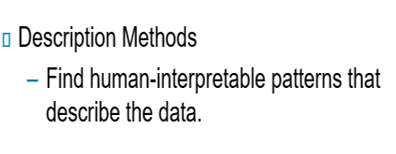 ▯ Description Methods
– Find human-interpretable patterns that
describe the data.